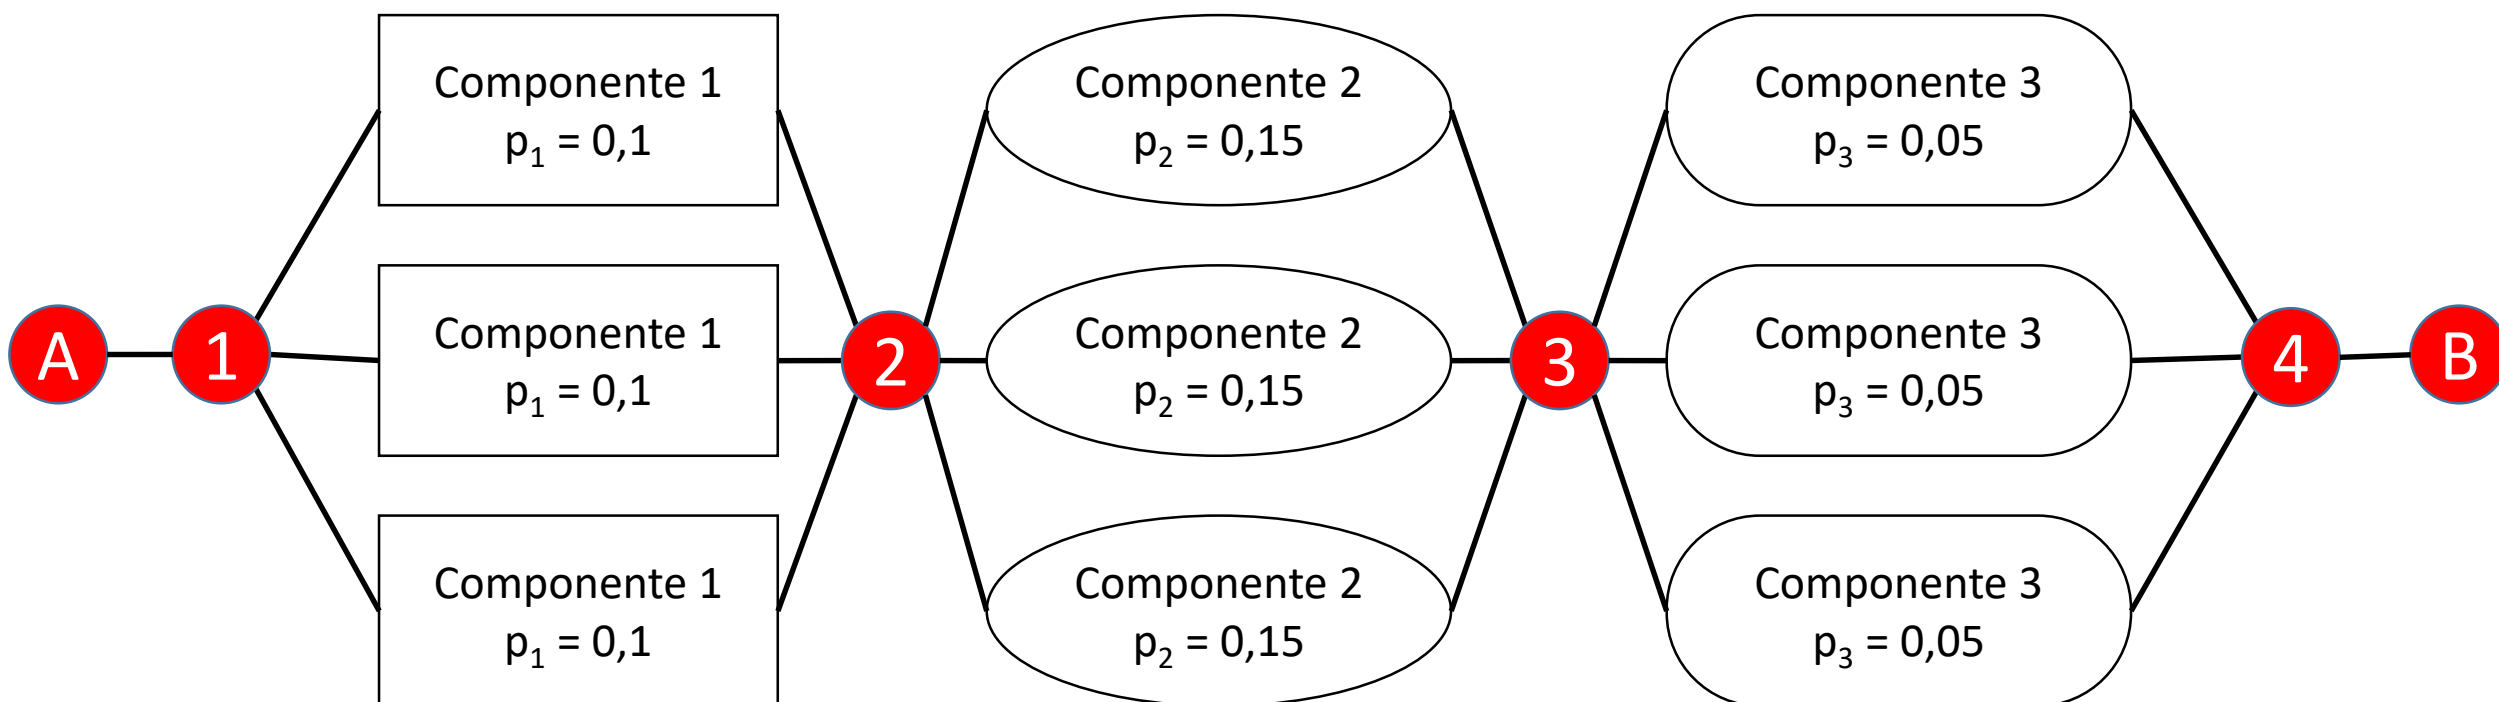 A
1
Componente 1
p₁ = 0,1
Componente 1
p₁ = 0,1
Componente 1
p₁ = 0,1
2
Componente 2
p₂ = 0,15
Componente 2
p₂ = 0,15
Componente 2
p₂ = 0,15
3
Componente 3
p₃ = 0,05
Componente 3
p₃ = 0,05
Componente 3
p₃ = 0,05
4
B